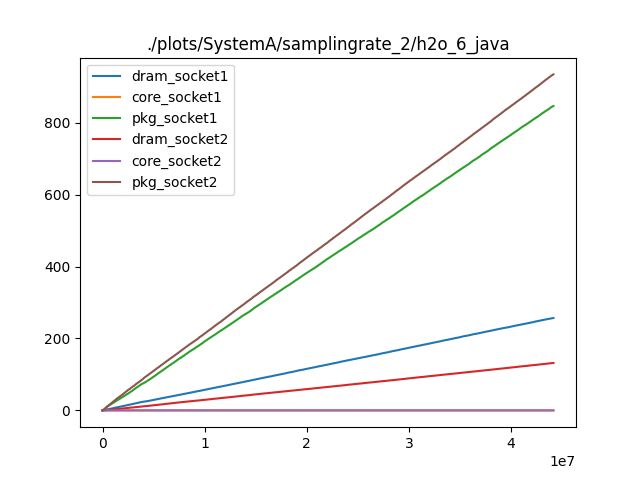 ./plots/SystemA/samplingrate_2/h2o_6_java
dram_socket1
core_socket1
pkg_socket1
dram_socket2
core_socket2
pkg_socket2
800
600
400
200
0
0
1
2
3
4
1e7